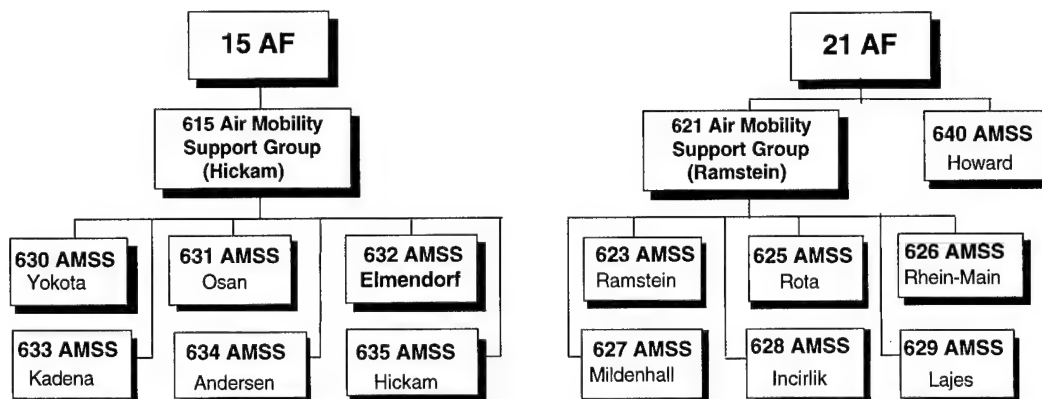 15 AF
615 Air Mobility
Support Group
(Hickam)
630 AMSS
Yokota
631 AMSS
Osan
632 AMSS
Elmendorf
633 AMSS
Kadena
634 AMSS
Andersen
635 AMSS
Hickam
21 AF
621 Air Mobility
Support Group
(Ramstein)
640 AMSS
Howard
623 AMSS
Ramstein
625 AMSS
Rota
626 AMSS
Rhein-Main
627 AMSS
Mildenhall
628 AMSS
Incirlik
629 AMSS
Lajes